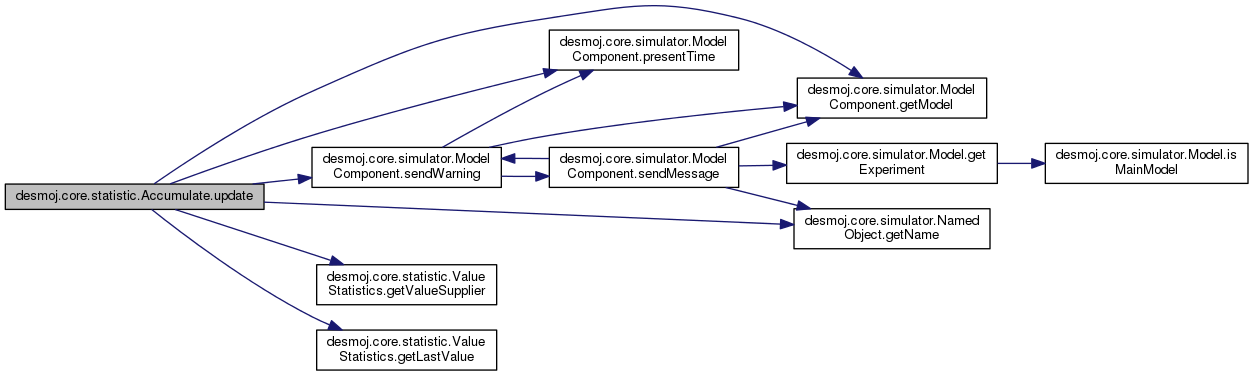 desmoj.core.statistic.Accumulate.update
desmoj.core.simulator.Model
Component.sendWarning
desmoj.core.statistic.Value
Statistics.getValueSupplier
desmoj.core.statistic.Value
Statistics.getLastValue
desmoj.core.simulator.Model
Component.presentTime
desmoj.core.simulator.Model
Component.sendMessage
desmoj.core.simulator.Model
Component.getModel
desmoj.core.simulator.Model.get
Experiment
desmoj.core.simulator.Named
Object.getName
desmoj.core.simulator.Model.is
MainModel